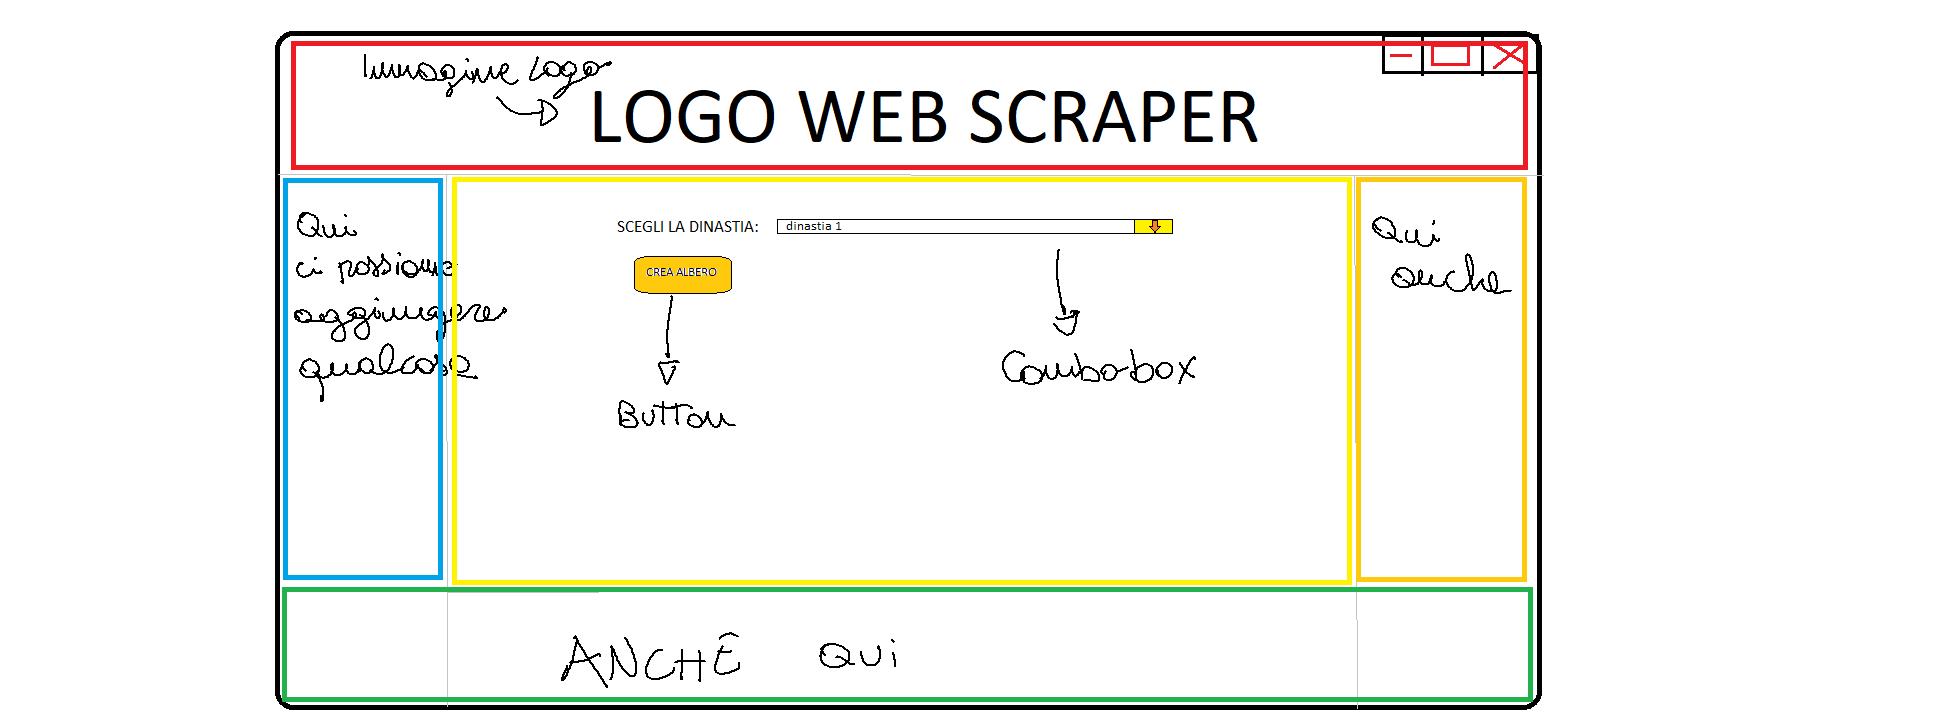 Immagine logo
LOGO WEB SCRAPER
Qui
ci possiamo
aggiungere
qualcosa
SCEGLI LA DINASTIA: dinastia 1
CREA ALBERO
Button
Combo-box
Qui
anche
ANCHE QUI